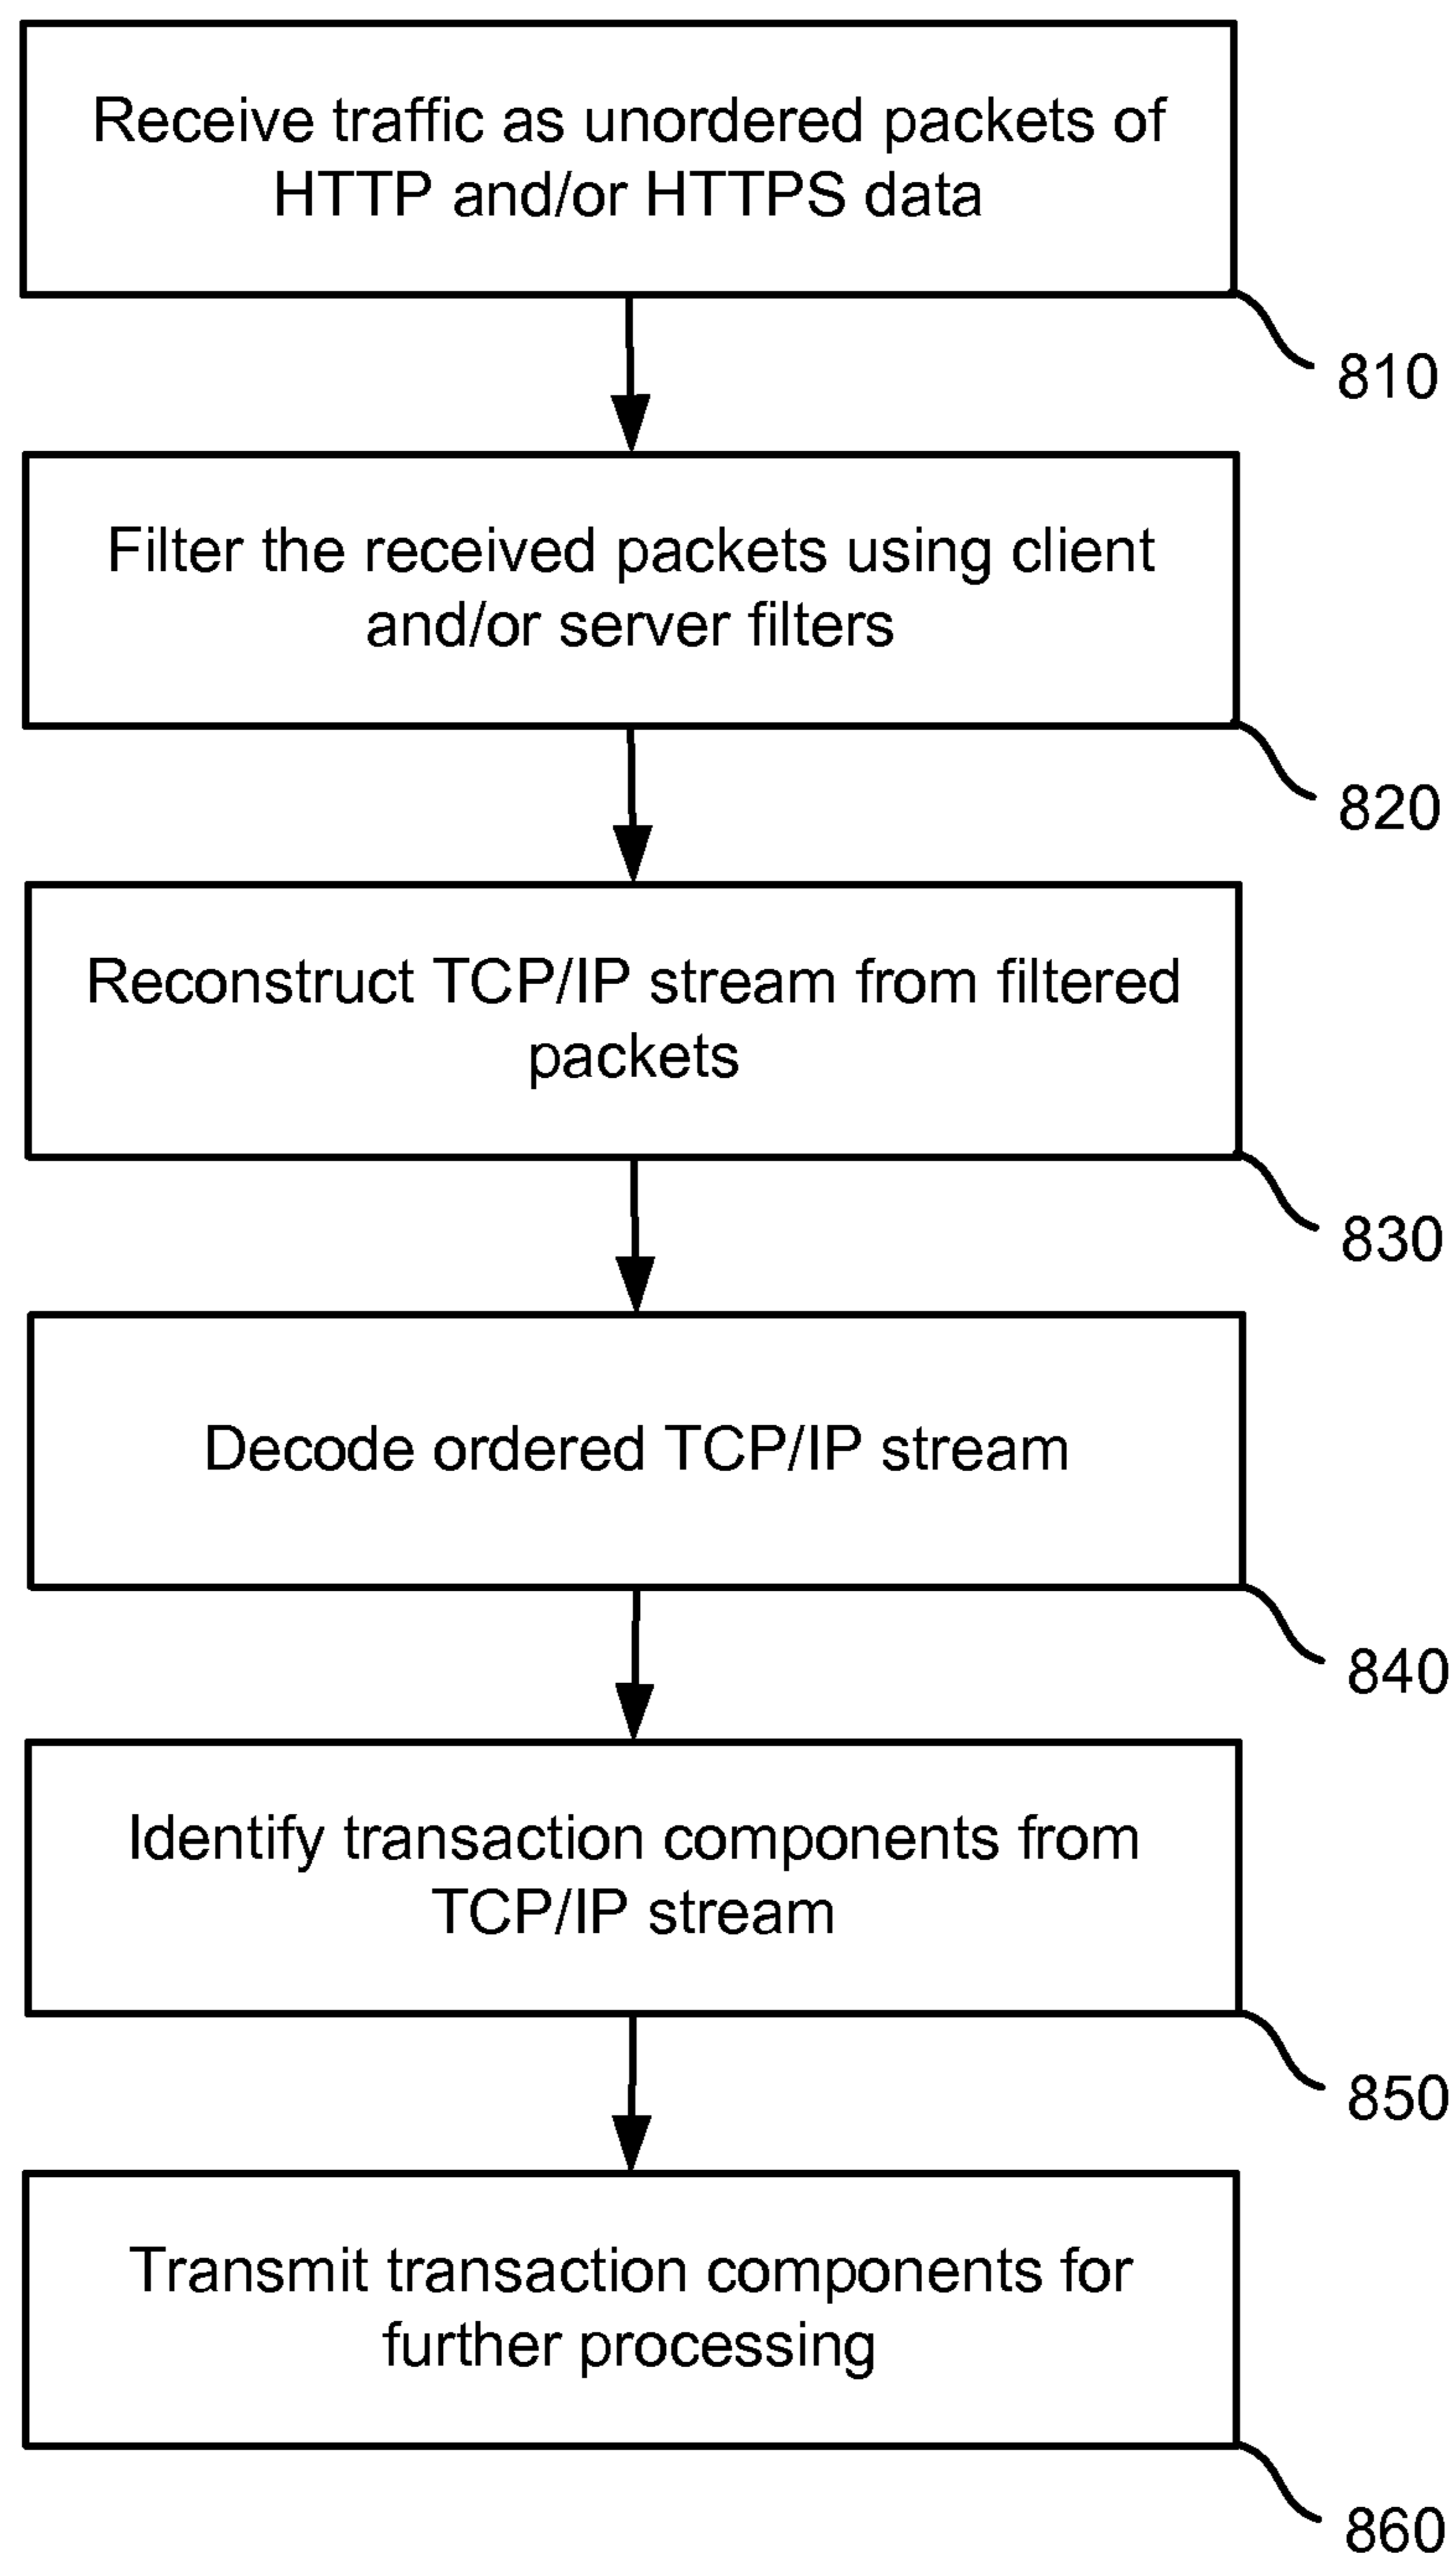 Receive traffic as unordered packets of
HTTP and/or HTTPS data
810
Filter the received packets using client
and/or server filters
820
Reconstruct TCP/IP stream from filtered
packets
830
Decode ordered TCP/IP stream
840
Identify transaction components from
TCP/IP stream
850
Transmit transaction components for
further processing
860